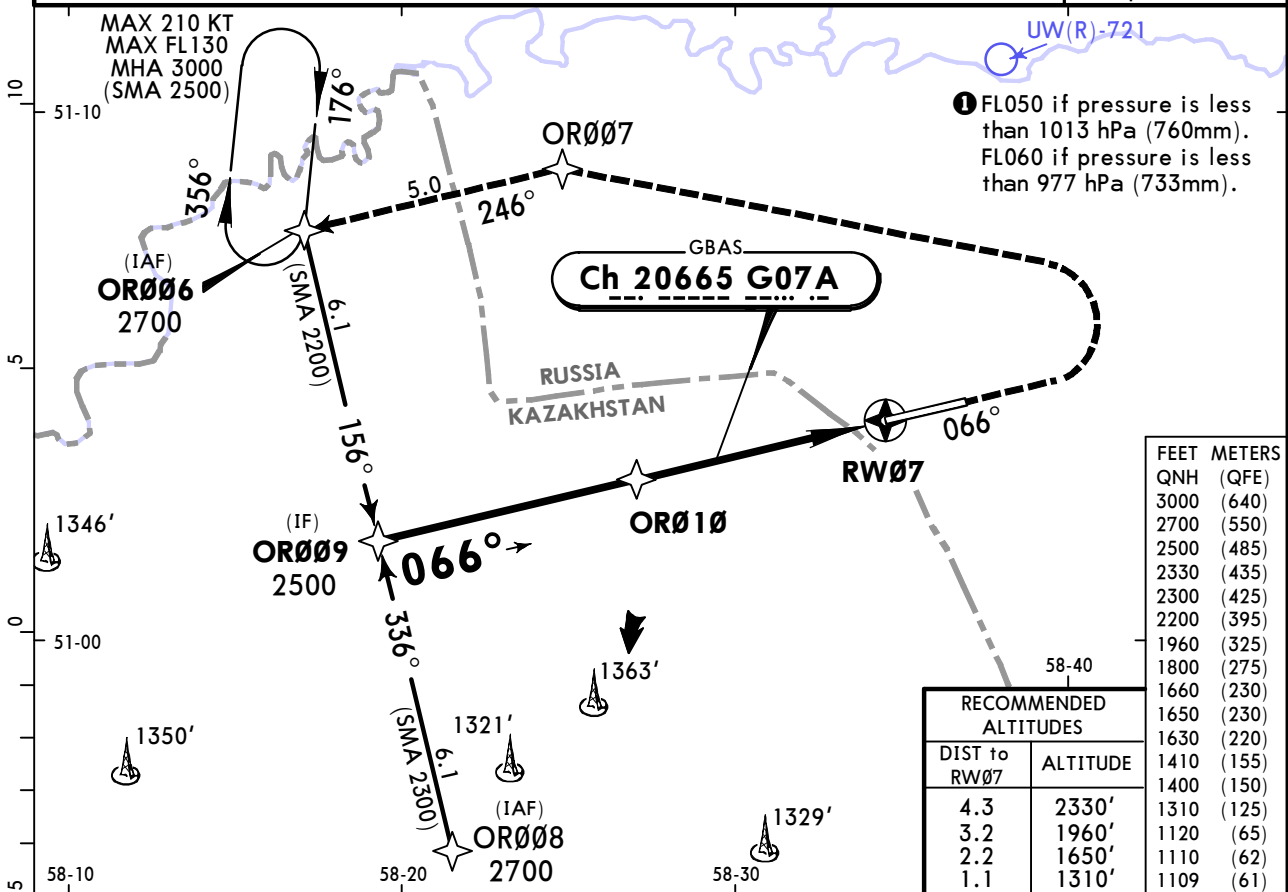 MAX 210 KT
MAX FL130
MHA 3000
(SMA 2500)
176°
356°
UW(R)-721
❶ FL050 if pressure is less
than 1013 hPa (760mm).
FL060 if pressure is less
than 977 hPa (733mm).
10
51-10
ORØØ7
5.0
246°
(IAF)
ORØØ6
2700
GBAS
Ch 20665 G07A
6.1
(SMA 2200)
5
RUSSIA
KAZAKHSTAN
156°
066°
RWØ7
ORØ1Ø
(IF)
ORØØ9
2500
066°
1346'
336°
0
51-00
1363'
58-40
1350'
1321'
6.1
(SMA 2300)
(IAF)
ORØØ8
2700
1329'
5
58-10
58-20
58-30
RECOMMENDED
ALTITUDES
DIST to
RWØ7
ALTITUDE
4.3 2330'
3.2 1960'
2.2 1650'
1.1 1310'
FEET METERS
QNH (QFE)
3000 (640)
2700 (550)
2500 (485)
2330 (435)
2300 (425)
2200 (395)
1960 (325)
1800 (275)
1660 (230)
1650 (230)
1630 (220)
1410 (155)
1400 (150)
1310 (125)
1120 (65)
1110 (62)
1109 (61)